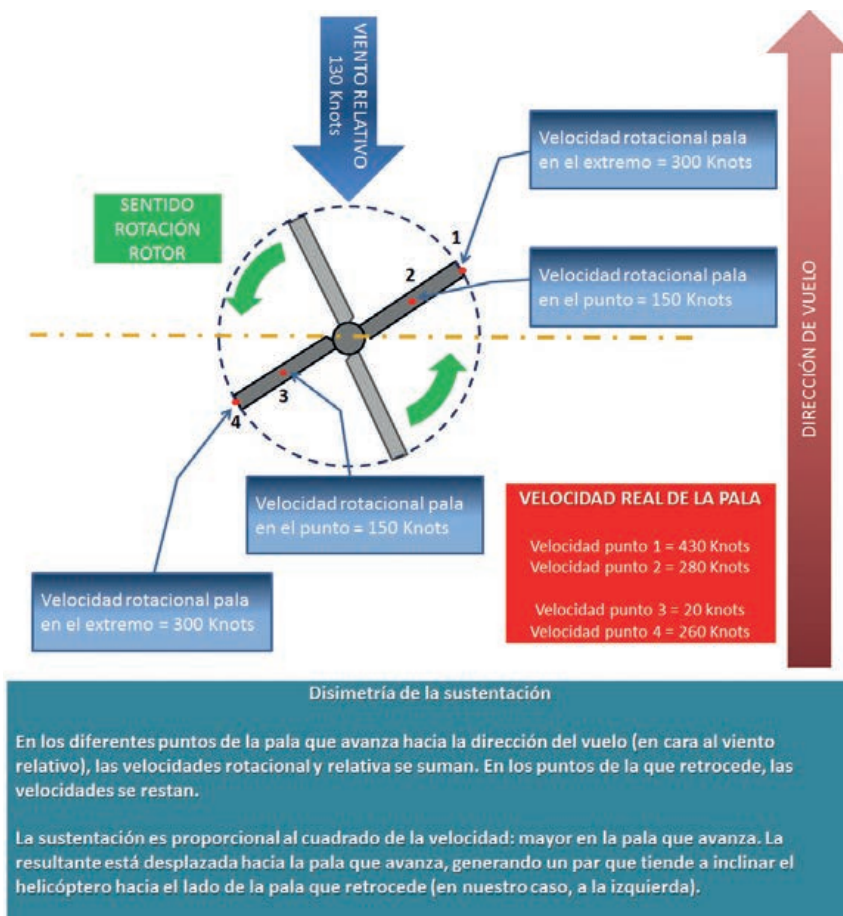 VIENTO RELATIVO
130 Knots
Velocidad rotacional pala
en el extremo = 300 Knots
SENTIDO
ROTACIÓN
ROTOR
1
2
Velocidad rotacional pala
en el punto = 150 Knots
DIRECCIÓN DE VUELO
3
4
Velocidad rotacional pala
en el punto = 150 Knots
VELOCIDAD REAL DE LA PALA
Velocidad punto 1 = 430 Knots
Velocidad punto 2 = 280 Knots
Velocidad punto 3 = 20 knots
Velocidad punto 4 = 260 Knots
Velocidad rotacional pala
en el extremo = 300 Knots
Disimetría de la sustentación
En los diferentes puntos de la pala que avanza hacia la dirección del vuelo (en cara al viento
relativo), las velocidades rotacional y relativa se suman. En los puntos de la que retrocede, las
velocidades se restan.
La sustentación es proporcional al cuadrado de la velocidad: mayor en la pala que avanza. La
resultante está desplazada hacia la pala que avanza, generando un par que tiende a inclinar el
helicóptero hacia el lado de la pala que retrocede (en nuestro caso, a la izquierda).